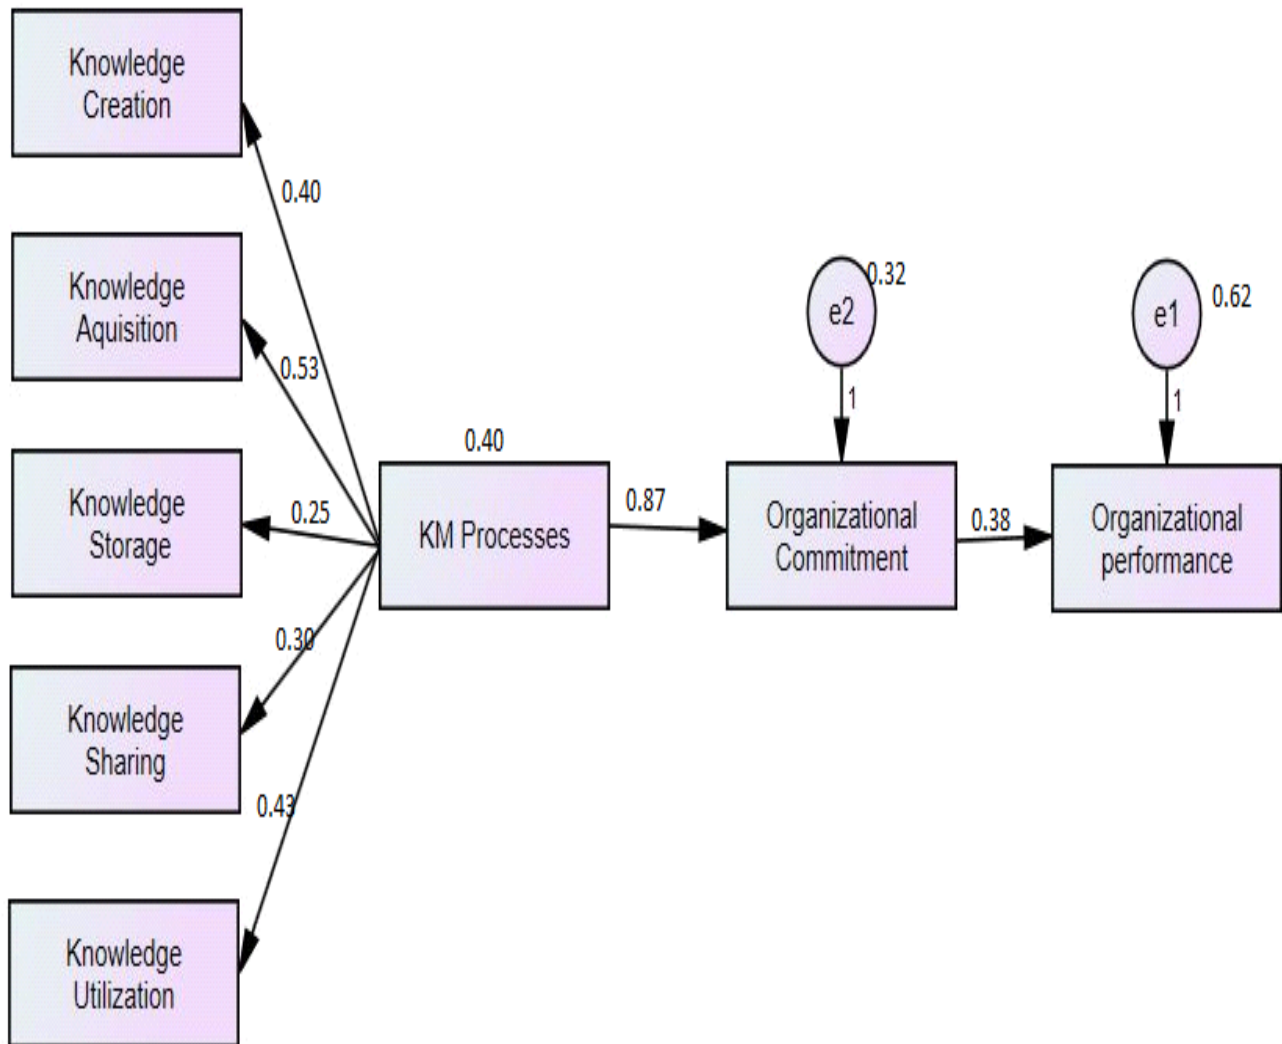 Knowledge
Creation
0.40
Knowledge
Aquisition
0.53
Knowledge
Storage
0.25
Knowledge
Sharing
0.30
Knowledge
Utilization
0.43
0.40
KM Processes
0.87
e2
0.32
1
Organizational
Commitment
0.38
e1
0.62
1
Organizational
performance